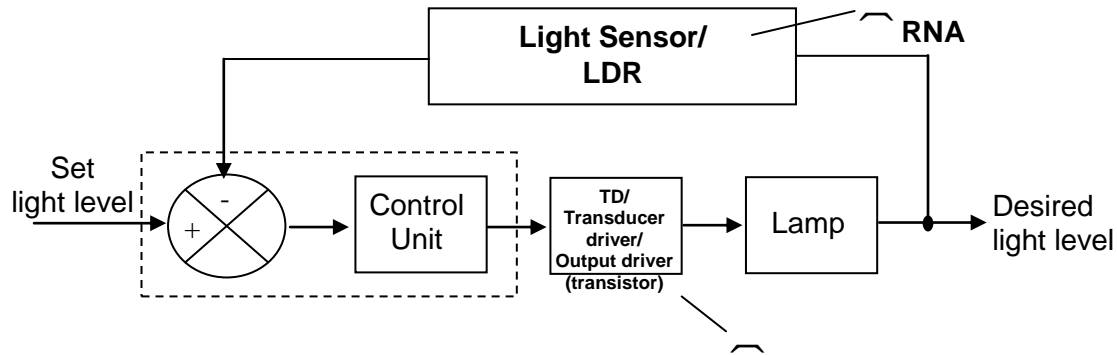 Light Sensor/
LDR
RNA
Set
light level
-
+
Control
Unit
TD/
Transducer
driver/
Output driver
(transistor)
Lamp
Desired
light level